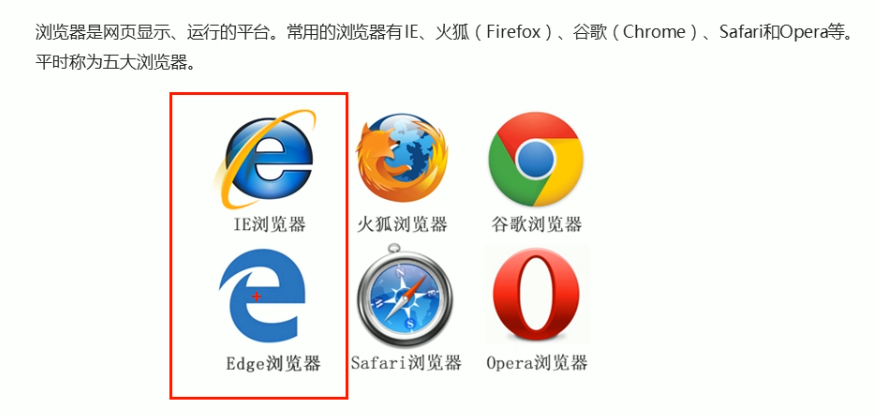 浏览器是网页显示、运行的平台。常用的浏览器有IE、火狐（Firefox）、谷歌（Chrome）、Safari和Opera等。
平时称为五大浏览器。
IE浏览器
火狐浏览器
谷歌浏览器
Edge浏览器
Safari浏览器
Opera浏览器